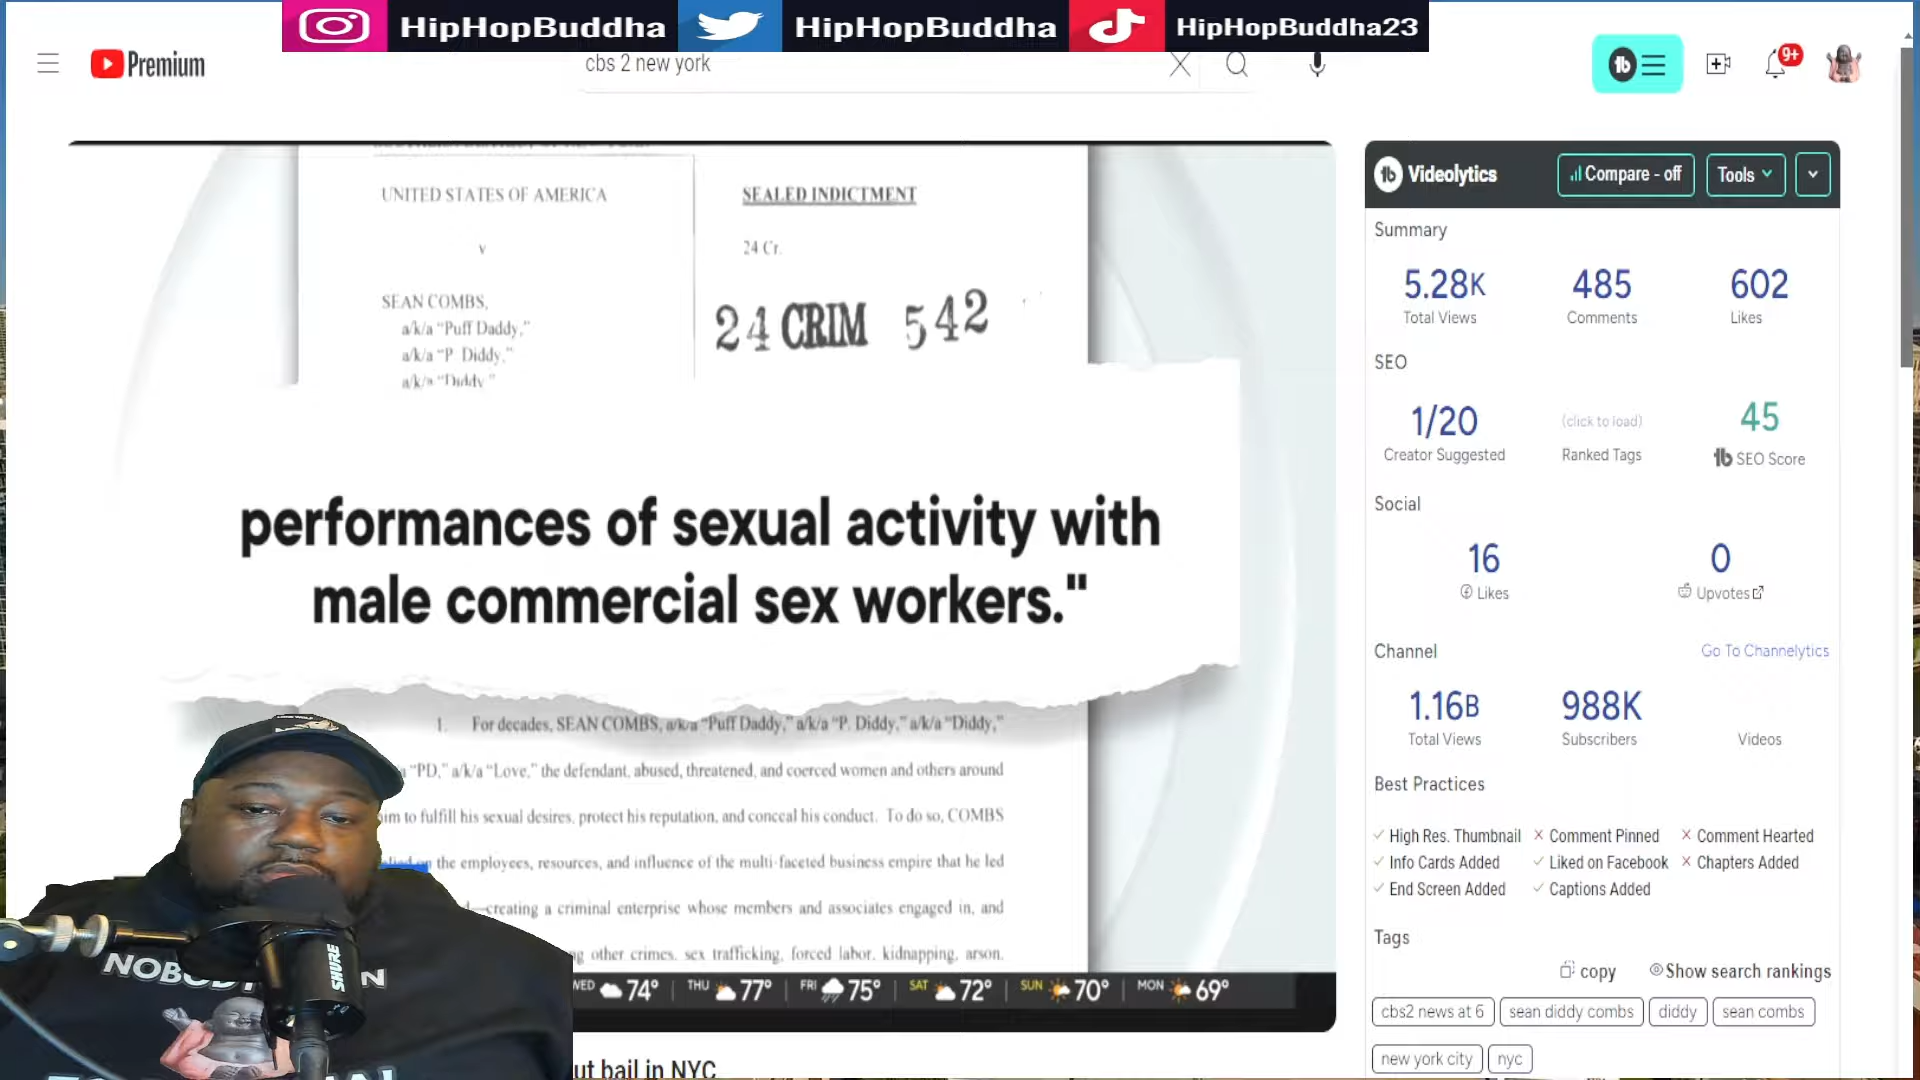 HipHopBuddha HipHopBuddha HipHopBuddha23
Premium
cbs 2 new york
9+
UNITED STATES OF AMERICA
v
SEAN COMBS,
a/k/a "Puff Daddy,"
a/k/a "P. Diddy,"
a/k/a "Diddy,"
SEALED INDICTMENT
24 Cr.
24 CRIM 542
performances of sexual activity with
male commercial sex workers."
1. For decades, SEAN COMBS, a/k/a "Puff Daddy," a/k/a "P. Diddy," a/k/a "Diddy,"
"PD," a/k/a "Love," the defendant, abused, threatened, and coerced women and others around
to fulfill his sexual desires, protect his reputation, and conceal his conduct. To do so, COMBS
the employees, resources, and influence of the multi-faceted business empire that he led
creating a criminal enterprise whose members and associates engaged in, and
other crimes, sex trafficking, forced labor, kidnapping, arson,
WED 74° THU 77° FRI 75° SAT 72° SUN 70° MON 69°
SHURE
ut bail in NYC
Videolytics
Compare - off
Tools
Summary
5.28K 485 602
Total Views Comments Likes
SEO
1/20 (click to load) 45
Creator Suggested Ranked Tags SEO Score
Social
16 0
Likes Upvotes
Channel Go To Channelytics
1.16B 988K
Total Views Subscribers Videos
Best Practices
High Res. Thumbnail Comment Pinned Comment Hearted
Info Cards Added Liked on Facebook Chapters Added
End Screen Added Captions Added
Tags
copy Show search rankings
cbs2 news at 6 sean diddy combs diddy sean combs
new york city nyc